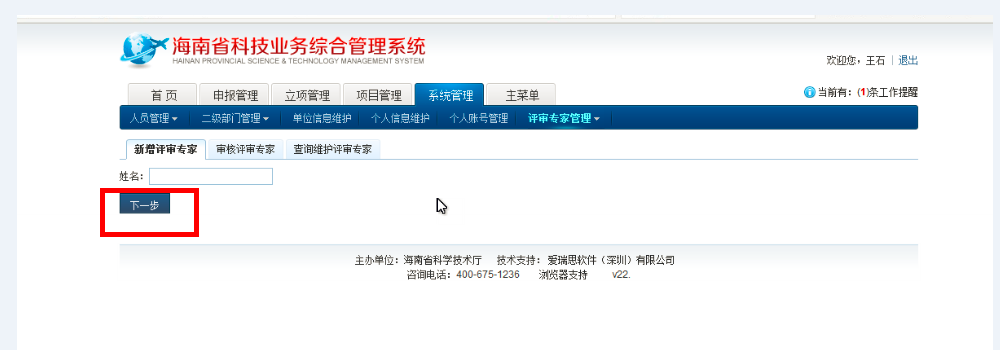 海南省科技业务综合管理系统
HAINAN PROVINCIAL SCIENCE & TECHNOLOGY MANAGEMENT SYSTEM
欢迎您，王石 | 退出
首页 申报管理 立项管理 项目管理 系统管理 主菜单
当前有：(1)条工作提醒
人员管理 二级部门管理 单位信息维护 个人信息维护 个人账号管理 评审专家管理
新增评审专家 审核评审专家 查询维护评审专家
姓名：
下一步
主办单位：海南省科学技术厅 技术支持：爱瑞思软件（深圳）有限公司
咨询电话：400-675-1236 浏览器支持 v22.